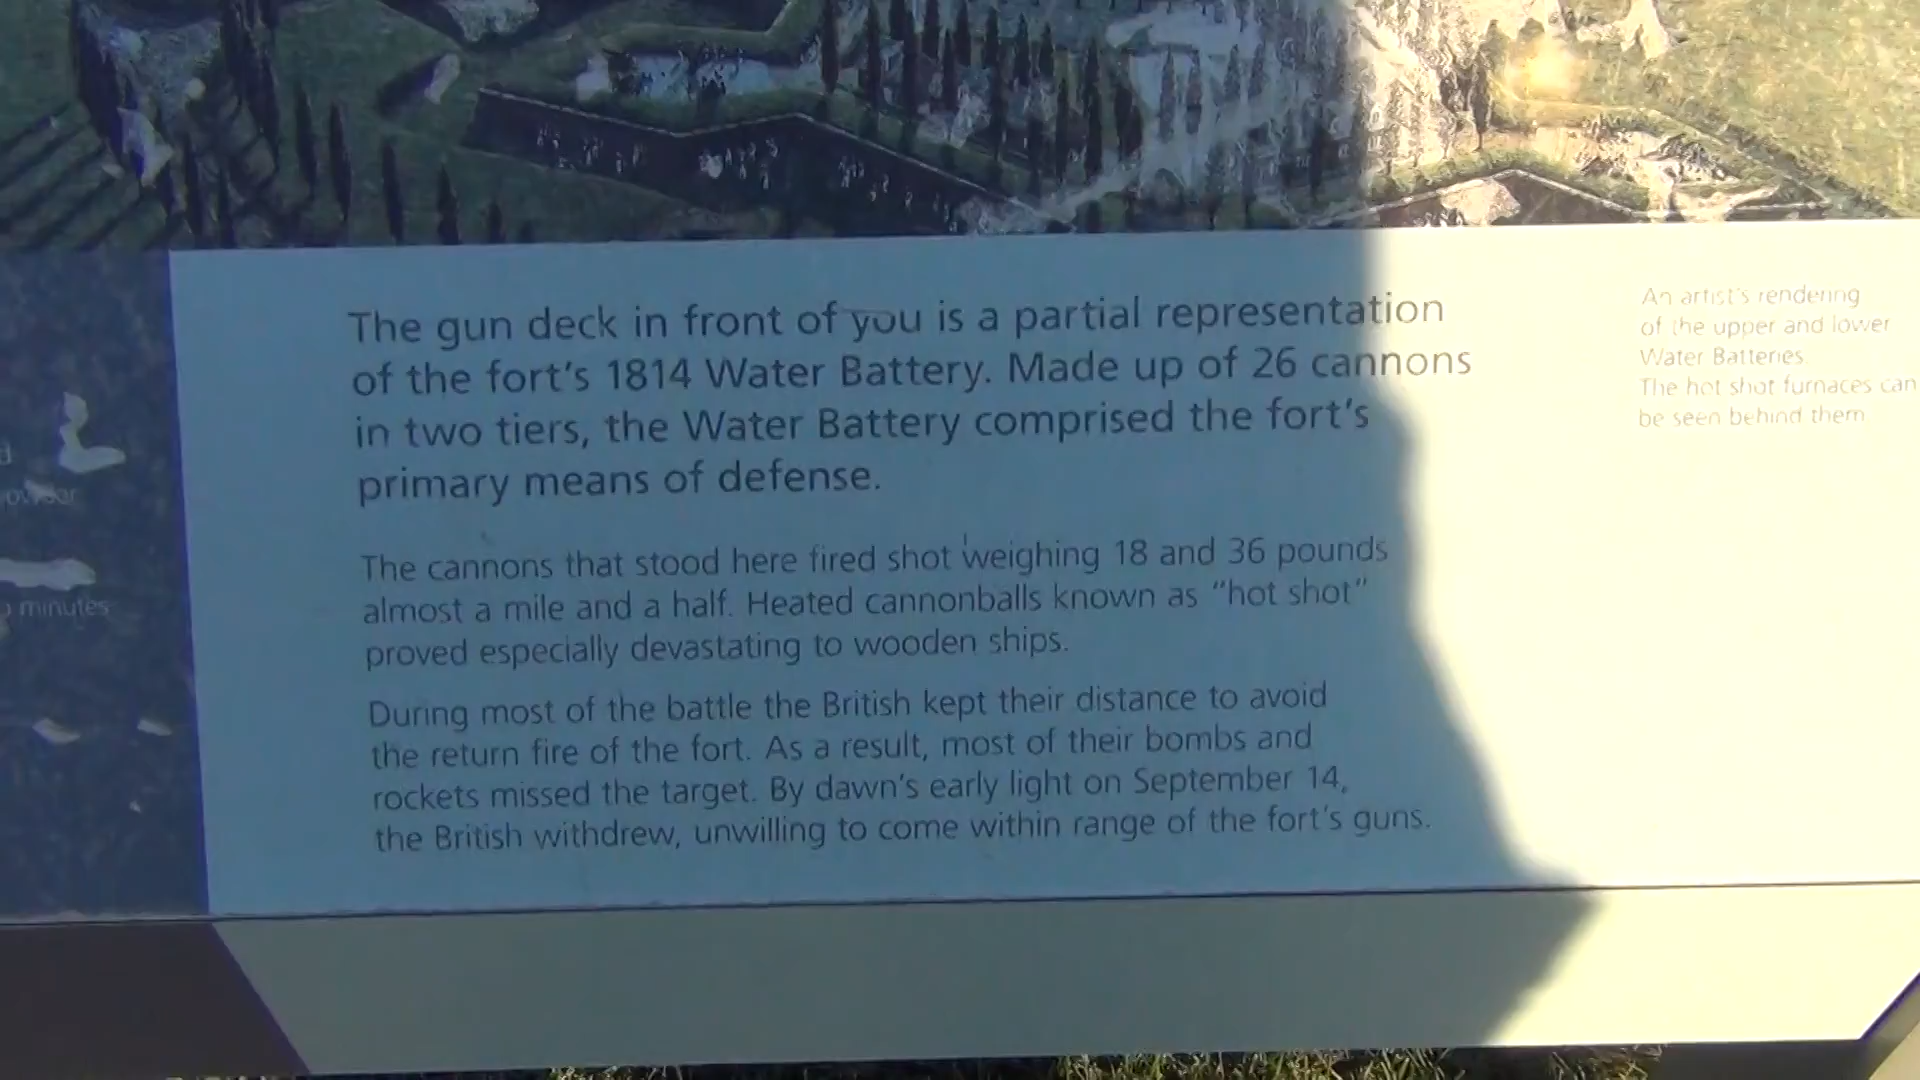 The gun deck in front of you is a partial representation
of the fort's 1814 Water Battery. Made up of 26 cannons
in two tiers, the Water Battery comprised the fort's
primary means of defense.
The cannons that stood here fired shot weighing 18 and 36 pounds
almost a mile and a half. Heated cannonballs known as “hot shot”
proved especially devastating to wooden ships.
During most of the battle the British kept their distance to avoid
the return fire of the fort. As a result, most of their bombs and
rockets missed the target. By dawn's early light on September 14,
the British withdrew, unwilling to come within range of the fort's guns.
An artist's rendering
of the upper and lower
Water Batteries.
The hot shot furnaces can
be seen behind them.
minutes